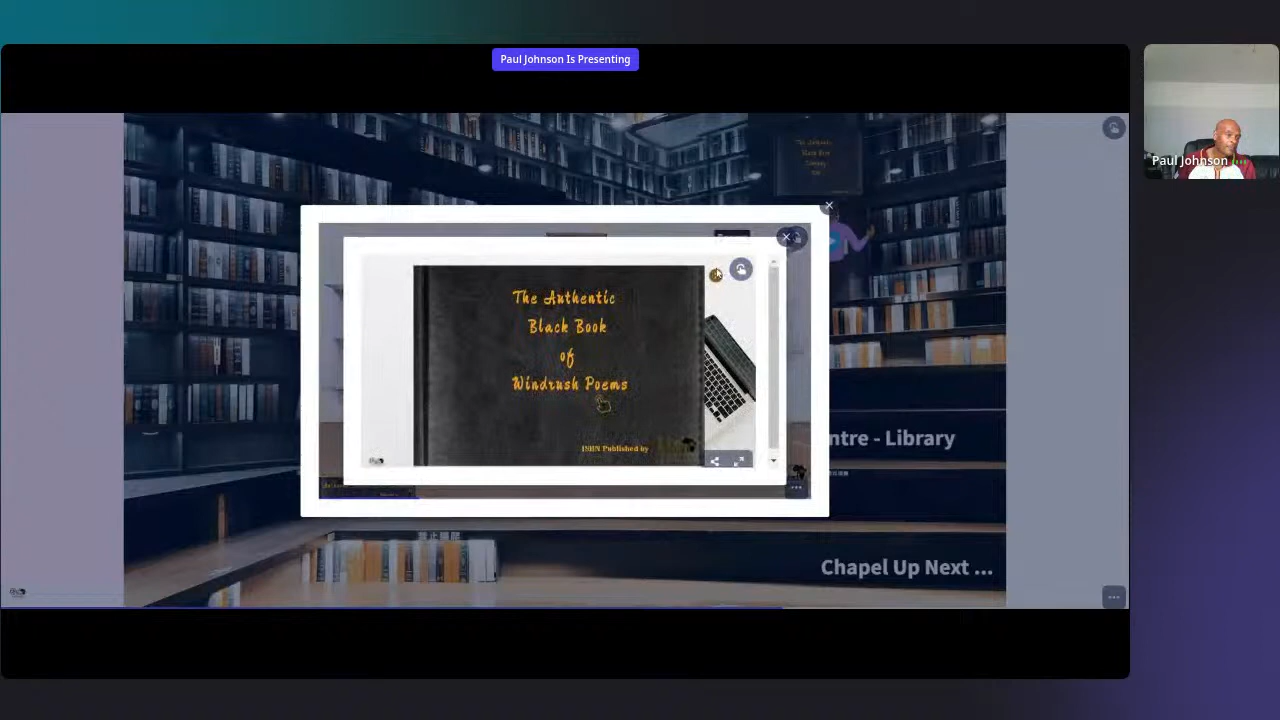 Paul Johnson Is Presenting
Paul Johnson
The Authentic
Black Book
of
Windrush Poems
ISBN Published by
ntre - Library
Chapel Up Next ...